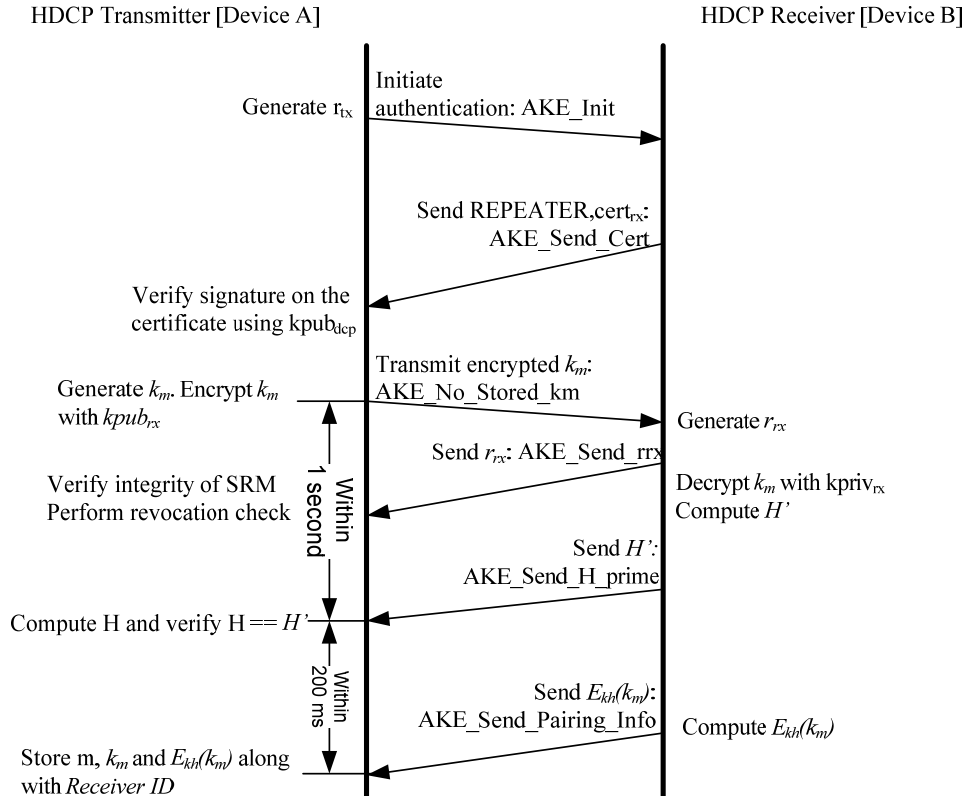 HDCP Transmitter [Device A]
HDCP Receiver [Device B]
Initiate
authentication: AKE_Init
Generate rtx
Send REPEATER,certrx:
AKE_Send_Cert
Verify signature on the
certificate using kpubdcp
Transmit encrypted km:
AKE_No_Stored_km
Generate km. Encrypt km
with kpubrx
Generate rrx
Send rrx: AKE_Send_rrx
Within
1 second
Verify integrity of SRM
Perform revocation check
Decrypt km with kprivrx
Compute H’
Send H’:
AKE_Send_H_prime
Compute H and verify H == H’
Within
200 ms
Send Ekh(km):
AKE_Send_Pairing_Info
Compute Ekh(km)
Store m, km and Ekh(km) along
with Receiver ID